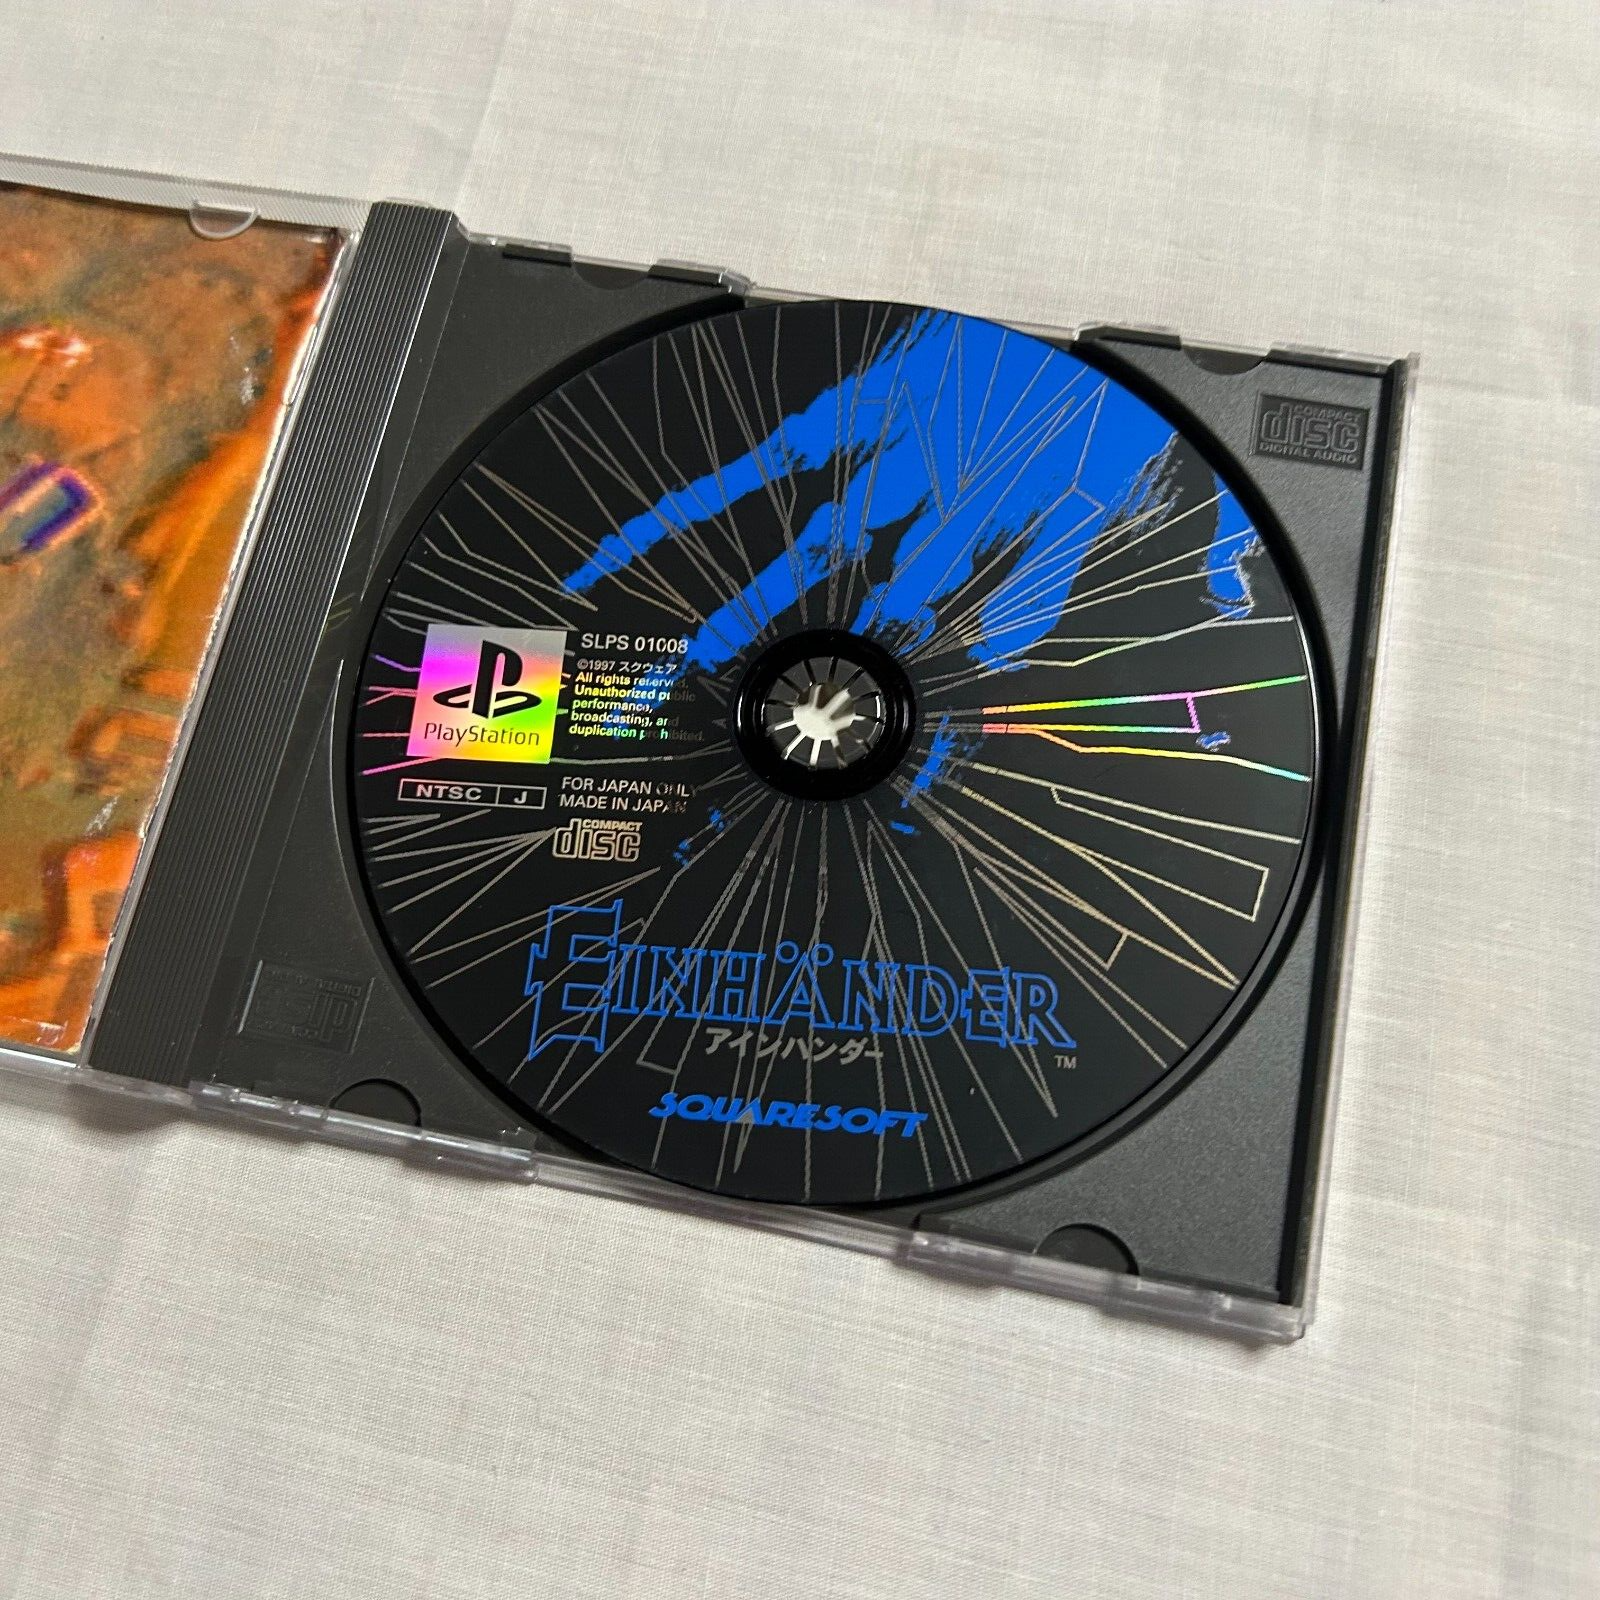 COMPACT
disc
DIGITAL AUDIO
SLPS 01008
©1997 スクウェア
All rights reserved.
Unauthorized public
performance,
broadcasting, and
duplication prohibited.
PlayStation
NTSC J
FOR JAPAN ONLY
MADE IN JAPAN
COMPACT
disc
EINHÄNDER
アインハンダー
TM
SQUARESOFT